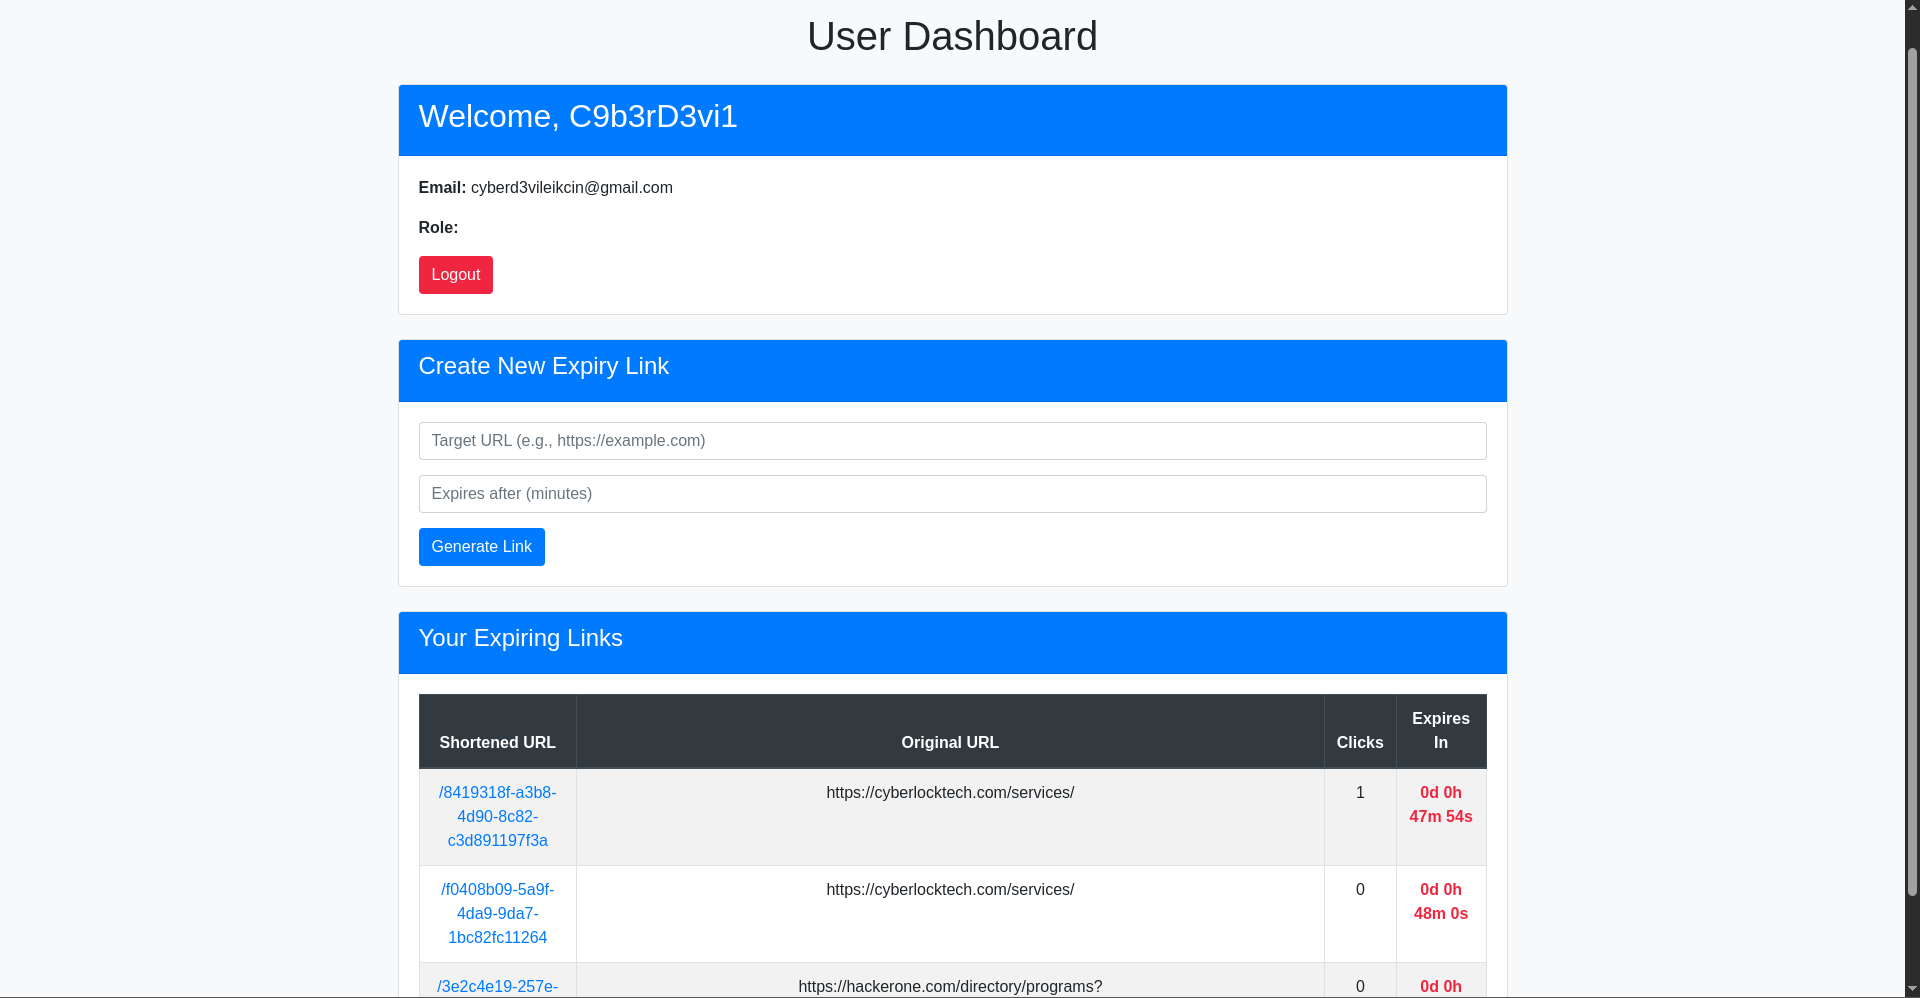 User Dashboard
Welcome, C9b3rD3vi1
Email: cyberd3vileikcin@gmail.com
Role:
Logout
Create New Expiry Link
Target URL (e.g., https://example.com)
Expires after (minutes)
Generate Link
Your Expiring Links
Shortened URL Original URL Clicks Expires In
/8419318f-a3b8- https://cyberlocktech.com/services/ 1 0d 0h
4d90-8c82- 47m 54s
c3d891197f3a
/f0408b09-5a9f- https://cyberlocktech.com/services/ 0 0d 0h
4da9-9da7- 48m 0s
1bc82fc11264
/3e2c4e19-257e- https://hackerone.com/directory/programs? 0 0d 0h